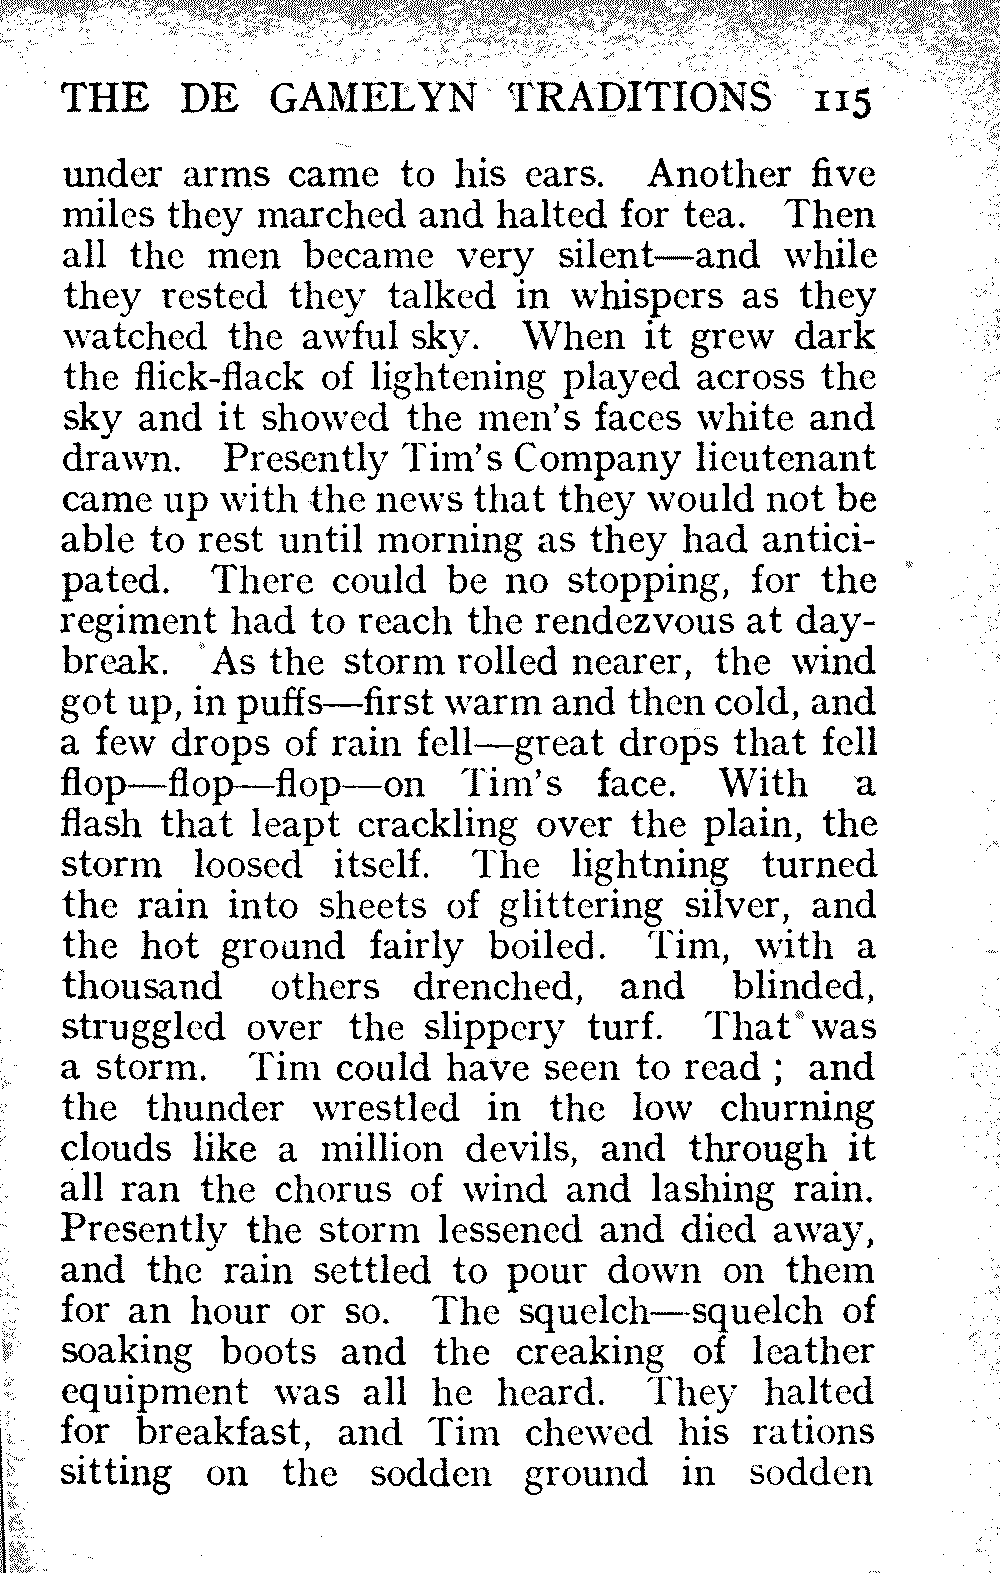 THE DE GAMELYN TRADITIONS 115
under arms came to his ears. Another five
miles they marched and halted for tea. Then
all the men became very silent—and while
they rested they talked in whispers as they
watched the awful sky. When it grew dark
the flick-flack of lightening played across the
sky and it showed the men's faces white and
drawn. Presently Tim's Company lieutenant
came up with the news that they would not be
able to rest until morning as they had antici-
pated. There could be no stopping, for the
regiment had to reach the rendezvous at day-
break. As the storm rolled nearer, the wind
got up, in puffs—first warm and then cold, and
a few drops of rain fell—great drops that fell
flop—flop—flop—on Tim's face. With a
flash that leapt crackling over the plain, the
storm loosed itself. The lightning turned
the rain into sheets of glittering silver, and
the hot ground fairly boiled. Tim, with a
thousand others drenched, and blinded,
struggled over the slippery turf. That was
a storm. Tim could have seen to read ; and
the thunder wrestled in the low churning
clouds like a million devils, and through it
all ran the chorus of wind and lashing rain.
Presently the storm lessened and died away,
and the rain settled to pour down on them
for an hour or so. The squelch—squelch of
soaking boots and the creaking of leather
equipment was all he heard. They halted
for breakfast, and Tim chewed his rations
sitting on the sodden ground in sodden